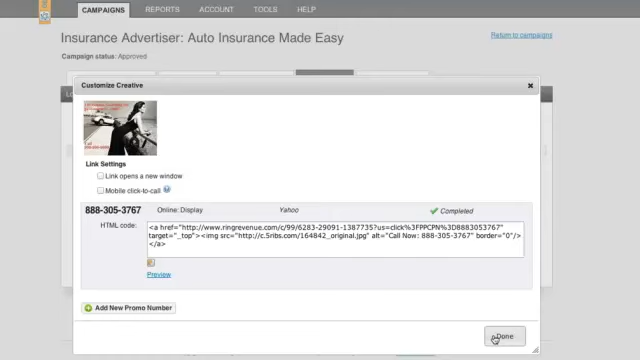 CAMPAIGNS REPORTS ACCOUNT TOOLS HELP
Insurance Advertiser: Auto Insurance Made Easy
Return to campaigns
Campaign status: Approved
Customize Creative
Link Settings
Link opens a new window
Mobile click-to-call
888-305-3767 Online: Display Yahoo Completed
HTML code:
<a href="http://www.ringrevenue.com/c/99/6283-29091-1387735?us=click%3FPPCPN%3D8883053767"
target="_top"><img src="http://c.5ribs.com/164842_original.jpg" alt="Call Now: 888-305-3767" border="0"/>
</a>
Preview
Add New Promo Number
Done